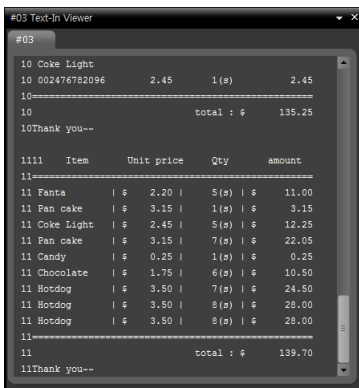 #03 Text-In Viewer
#03
10 Coke Light
10 002476782096 2.45 1(s) 2.45
10==================================================
10 total : $ 135.25
10Thank you~~
1111 Item Unit price Qty amount
11==================================================
11 Fanta | $ 2.20 | 5(s) | $ 11.00
11 Pan cake | $ 3.15 | 1(s) | $ 3.15
11 Coke Light | $ 2.45 | 5(s) | $ 12.25
11 Pan cake | $ 3.15 | 7(s) | $ 22.05
11 Candy | $ 0.25 | 1(s) | $ 0.25
11 Chocolate | $ 1.75 | 6(s) | $ 10.50
11 Hotdog | $ 3.50 | 7(s) | $ 24.50
11 Hotdog | $ 3.50 | 8(s) | $ 28.00
11 Hotdog | $ 3.50 | 8(s) | $ 28.00
11==================================================
11 total : $ 139.70
11Thank you~~